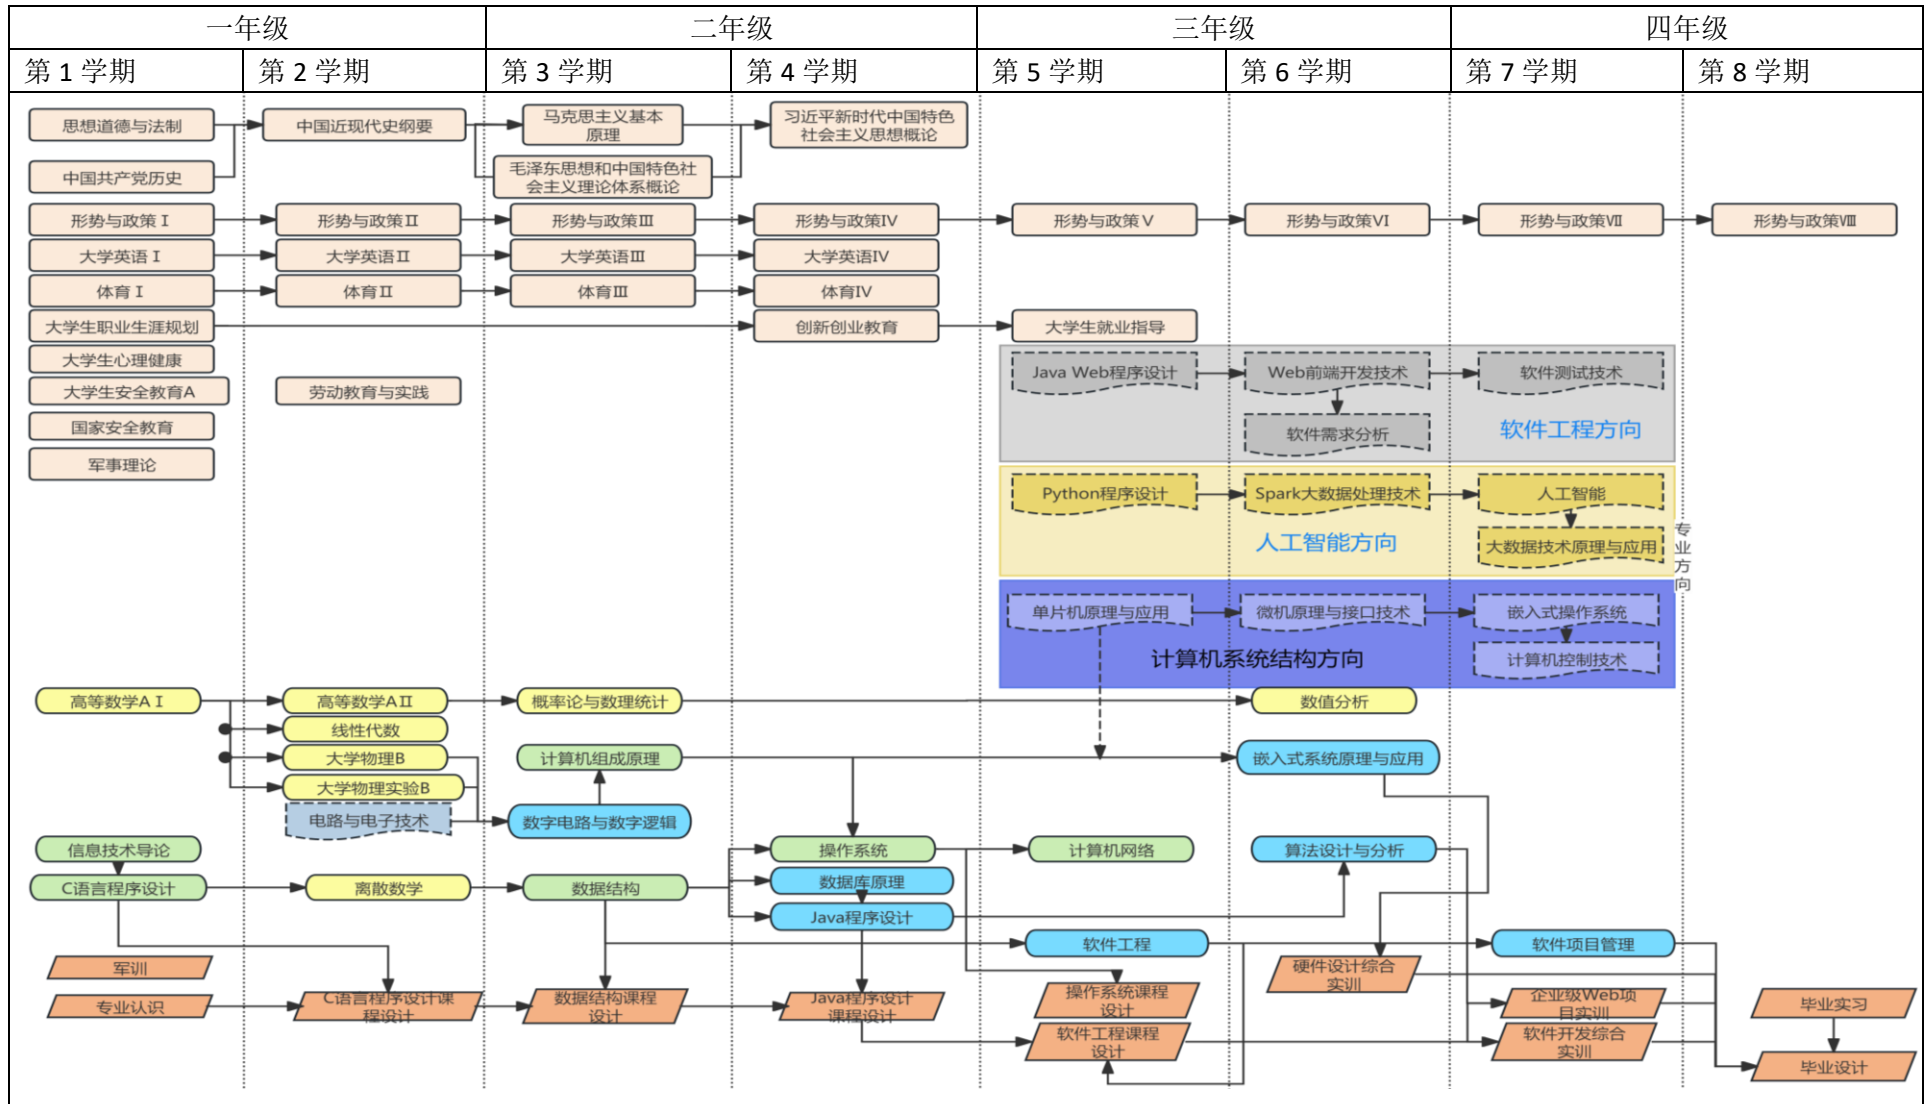 一年级
二年级
三年级
四年级
第 1 学期
第 2 学期
第 3 学期
第 4 学期
第 5 学期
第 6 学期
第 7 学期
第 8 学期
思想道德与法制
中国近现代史纲要
马克思主义基本
原理
习近平新时代中国特色
社会主义思想概论
中国共产党历史
毛泽东思想和中国特色社
会主义理论体系概论
形势与政策Ⅰ
形势与政策Ⅱ
形势与政策Ⅲ
形势与政策Ⅳ
形势与政策Ⅴ
形势与政策Ⅵ
形势与政策Ⅶ
形势与政策Ⅷ
大学英语Ⅰ
大学英语Ⅱ
大学英语Ⅲ
大学英语Ⅳ
体育Ⅰ
体育Ⅱ
体育Ⅲ
体育Ⅳ
大学生职业生涯规划
创新创业教育
大学生就业指导
大学生心理健康
大学生安全教育A
劳动教育与实践
国家安全教育
军事理论
Java Web程序设计
Web前端开发技术
软件测试技术
软件需求分析
软件工程方向
Python程序设计
Spark大数据处理技术
人工智能
人工智能方向
大数据技术原理与应用
专
业
方
向
单片机原理与应用
微机原理与接口技术
嵌入式操作系统
计算机系统结构方向
计算机控制技术
高等数学AⅠ
高等数学AⅡ
概率论与数理统计
数值分析
线性代数
大学物理B
计算机组成原理
嵌入式系统原理与应用
大学物理实验B
电路与电子技术
数字电路与数字逻辑
信息技术导论
操作系统
计算机网络
算法设计与分析
C语言程序设计
离散数学
数据结构
数据库原理
Java程序设计
软件工程
软件项目管理
军训
硬件设计综合
实训
专业认识
C语言程序设计课
程设计
数据结构课程
设计
Java程序设计
课程设计
操作系统课程
设计
企业级Web项
目实训
毕业实习
软件工程课程
设计
软件开发综合
实训
毕业设计